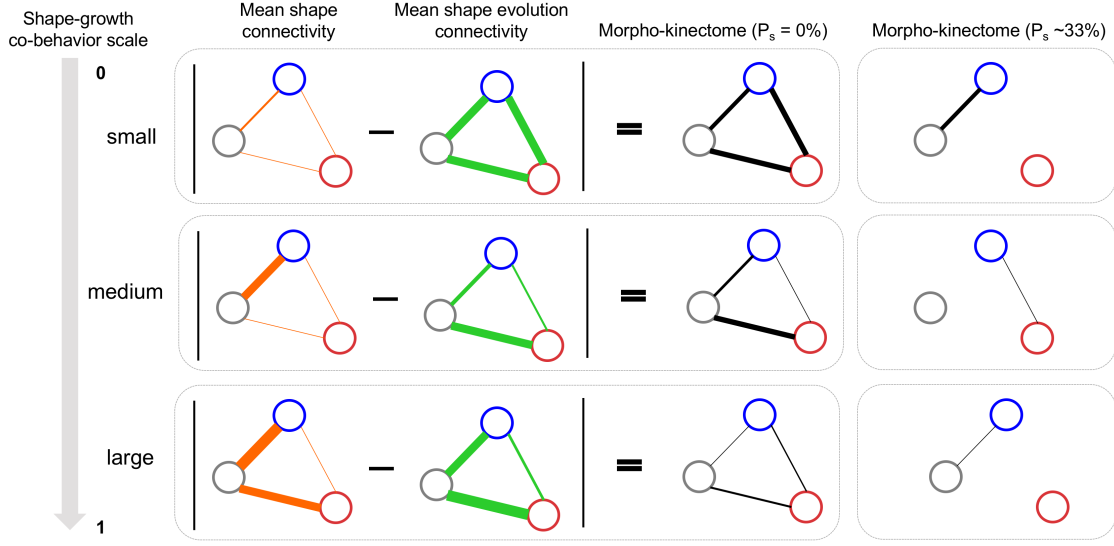 Shape-growth
co-behavior scale
Mean shape
connectivity
Mean shape evolution
connectivity
Morpho-kinectome (Ps = 0%)
Morpho-kinectome (Ps ~33%)
0
small
| − | =
medium
| − | =
large
| − | =
1